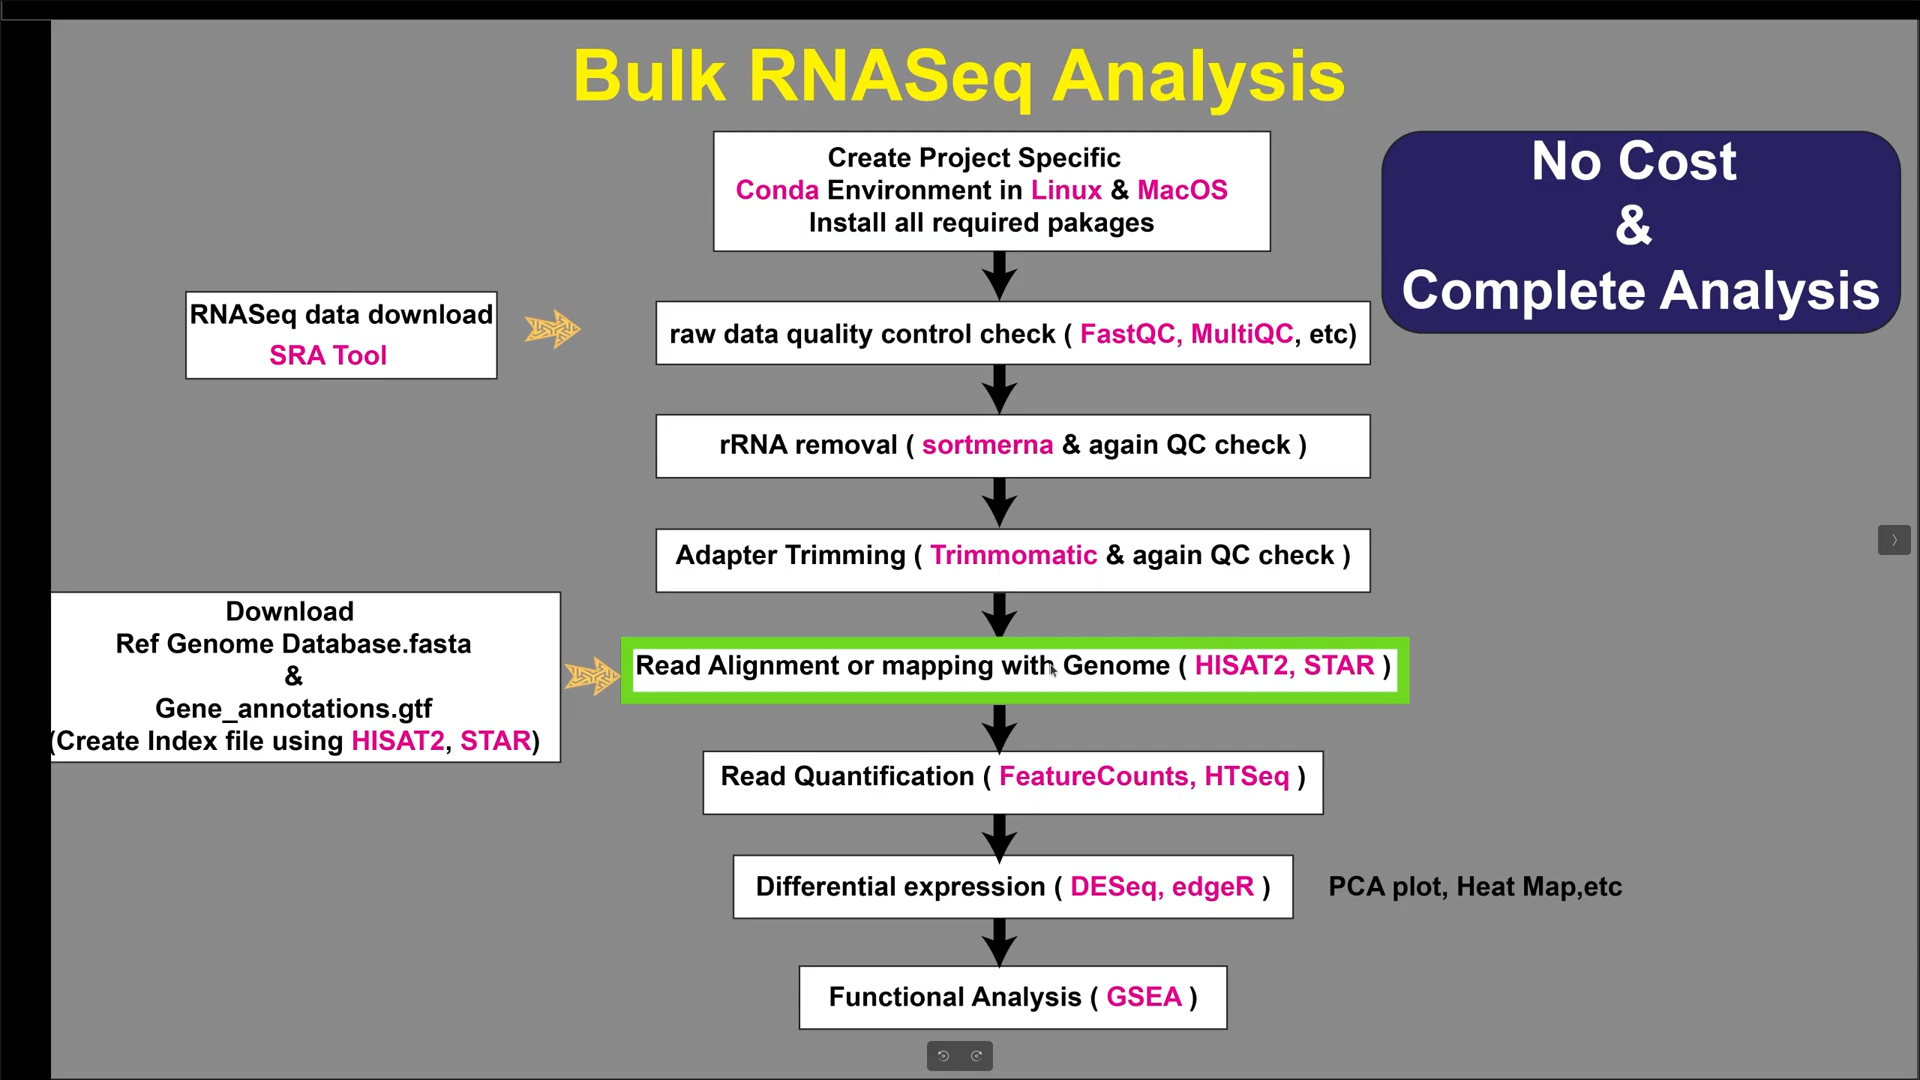 Bulk RNASeq Analysis
Create Project Specific
Conda Environment in Linux & MacOS
Install all required pakages
No Cost
&
Complete Analysis
RNASeq data download
SRA Tool
raw data quality control check ( FastQC, MultiQC, etc)
rRNA removal ( sortmerna & again QC check )
Adapter Trimming ( Trimmomatic & again QC check )
Download
Ref Genome Database.fasta
&
Gene_annotations.gtf
(Create Index file using HISAT2, STAR)
Read Alignment or mapping with Genome ( HISAT2, STAR )
Read Quantification ( FeatureCounts, HTSeq )
Differential expression ( DESeq, edgeR )
PCA plot, Heat Map,etc
Functional Analysis ( GSEA )